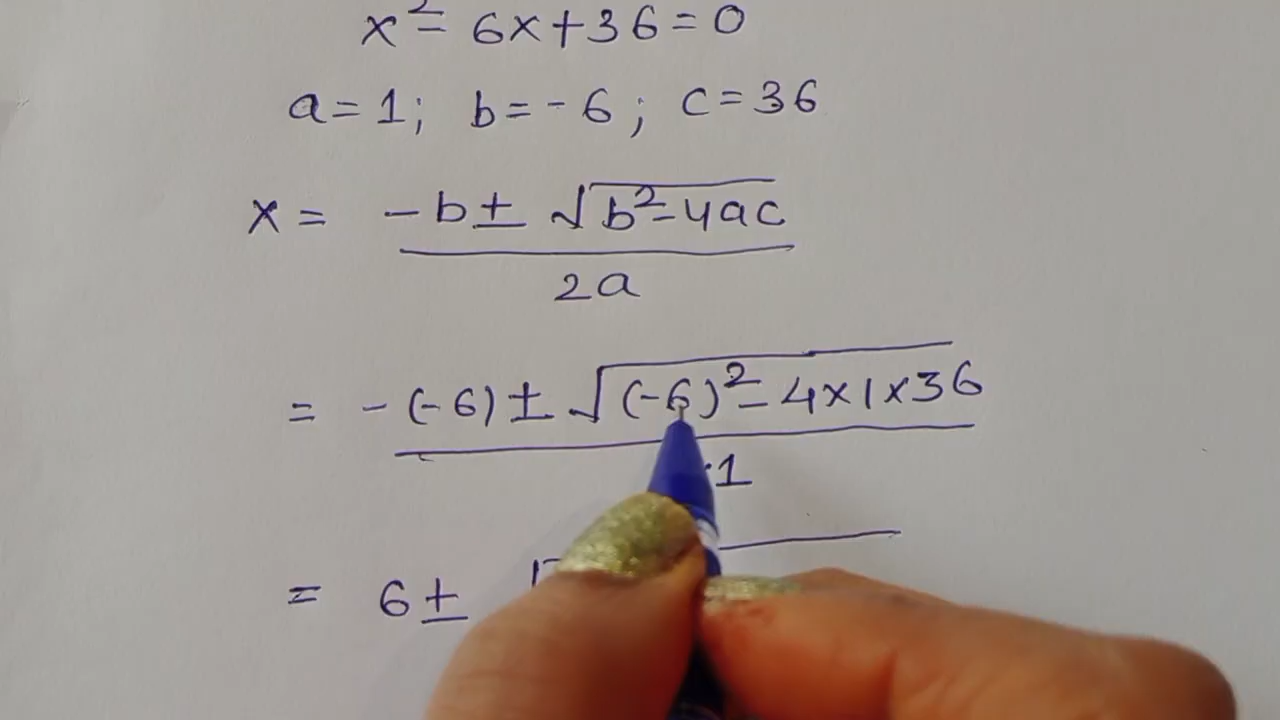 x² - 6x + 36 = 0
a = 1; b = -6; c = 36
x = -b ± √b² - 4ac
2a
= -(-6) ± √(-6)² - 4×1×36
·1
= 6 ± √